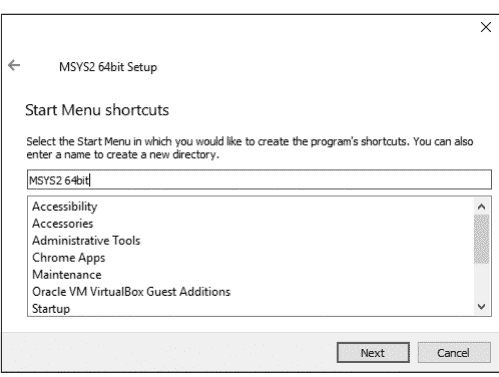 MSYS2 64bit Setup
Start Menu shortcuts
Select the Start Menu in which you would like to create the program's shortcuts. You can also
enter a name to create a new directory.
MSYS2 64bit
Accessibility
Accessories
Administrative Tools
Chrome Apps
Maintenance
Oracle VM VirtualBox Guest Additions
Startup
Next Cancel